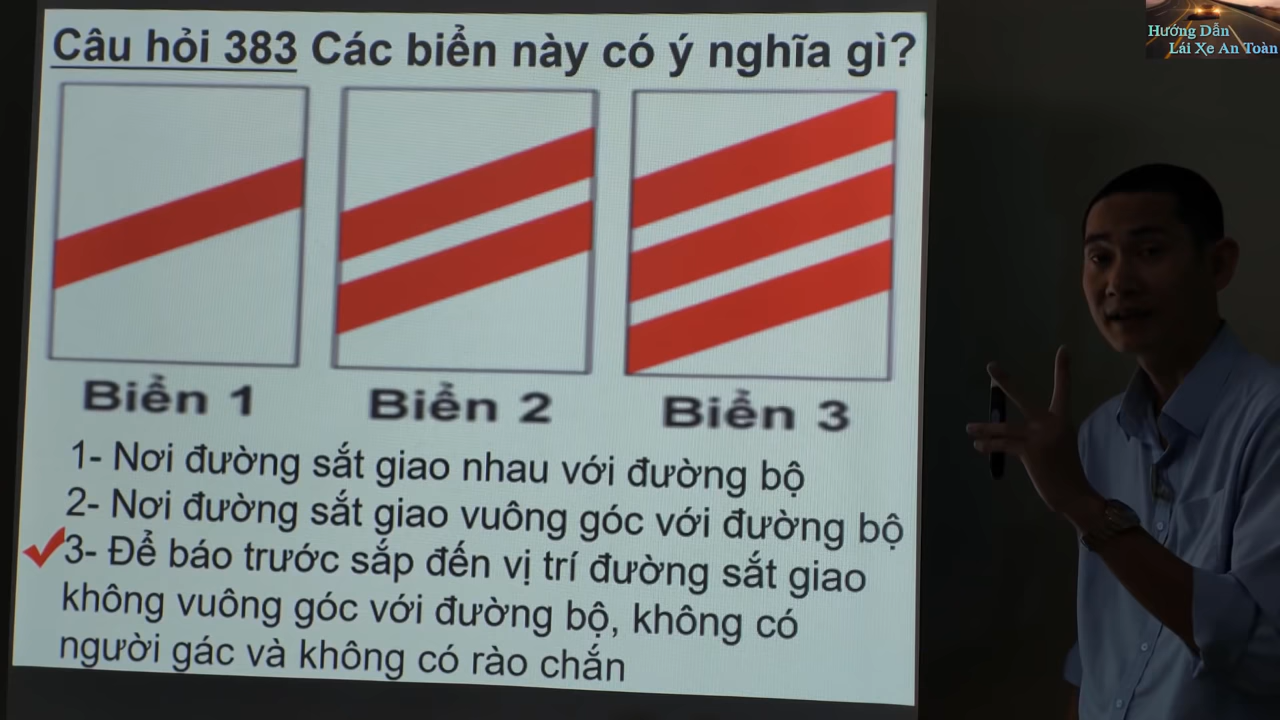 Hướng Dẫn
Lái Xe An Toàn
Câu hỏi 383 Các biển này có ý nghĩa gì?
Biển 1
Biển 2
Biển 3
1- Nơi đường sắt giao nhau với đường bộ
2- Nơi đường sắt giao vuông góc với đường bộ
3- Để báo trước sắp đến vị trí đường sắt giao
không vuông góc với đường bộ, không có
người gác và không có rào chắn